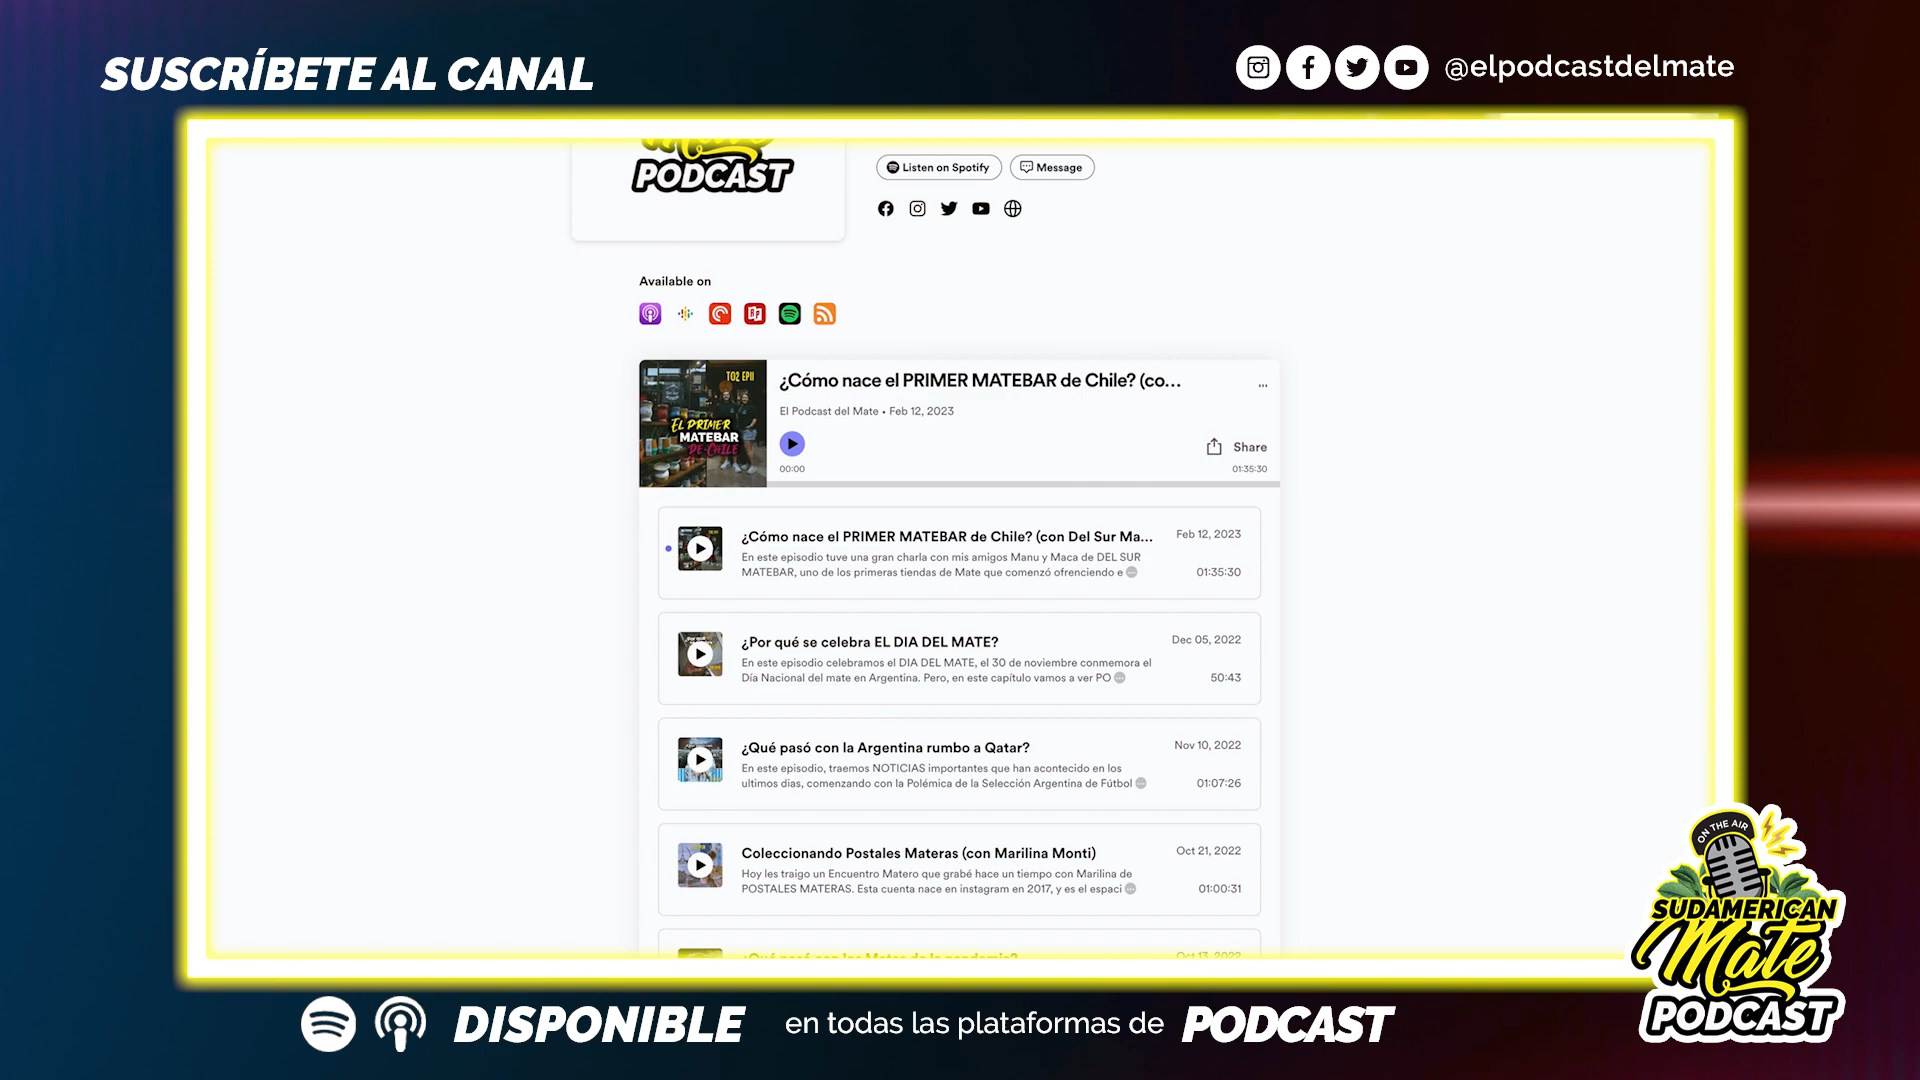 SUSCRÍBETE AL CANAL
@elpodcastdelmate
PODCAST
Listen on Spotify
Message
Available on
T02 EP11
EL PRIMER
MATEBAR
DE CHILE
¿Cómo nace el PRIMER MATEBAR de Chile? (co...
...
El Podcast del Mate • Feb 12, 2023
Share
00:00
01:35:30
¿Cómo nace el PRIMER MATEBAR de Chile? (con Del Sur Ma...
Feb 12, 2023
En este episodio tuve una gran charla con mis amigos Manu y Maca de DEL SUR
MATEBAR, uno de los primeras tiendas de Mate que comenzó ofrenciendo e
01:35:30
¿Por qué se celebra EL DIA DEL MATE?
Dec 05, 2022
En este episodio celebramos el DIA DEL MATE, el 30 de noviembre conmemora el
Día Nacional del mate en Argentina. Pero, en este capítulo vamos a ver PO
50:43
¿Qué pasó con la Argentina rumbo a Qatar?
Nov 10, 2022
En este episodio, traemos NOTICIAS importantes que han acontecido en los
ultimos dias, comenzando con la Polémica de la Selección Argentina de Fútbol
01:07:26
Coleccionando Postales Materas (con Marilina Monti)
Oct 21, 2022
Hoy les traigo un Encuentro Matero que grabé hace un tiempo con Marilina de
POSTALES MATERAS. Esta cuenta nace en instagram en 2017, y es el espaci
01:00:31
¿Qué pasó con los Mates de la pandemia?
Oct 13, 2022
ON THE AIR
SUDAMERICAN
Mate
PODCAST
DISPONIBLE en todas las plataformas de PODCAST